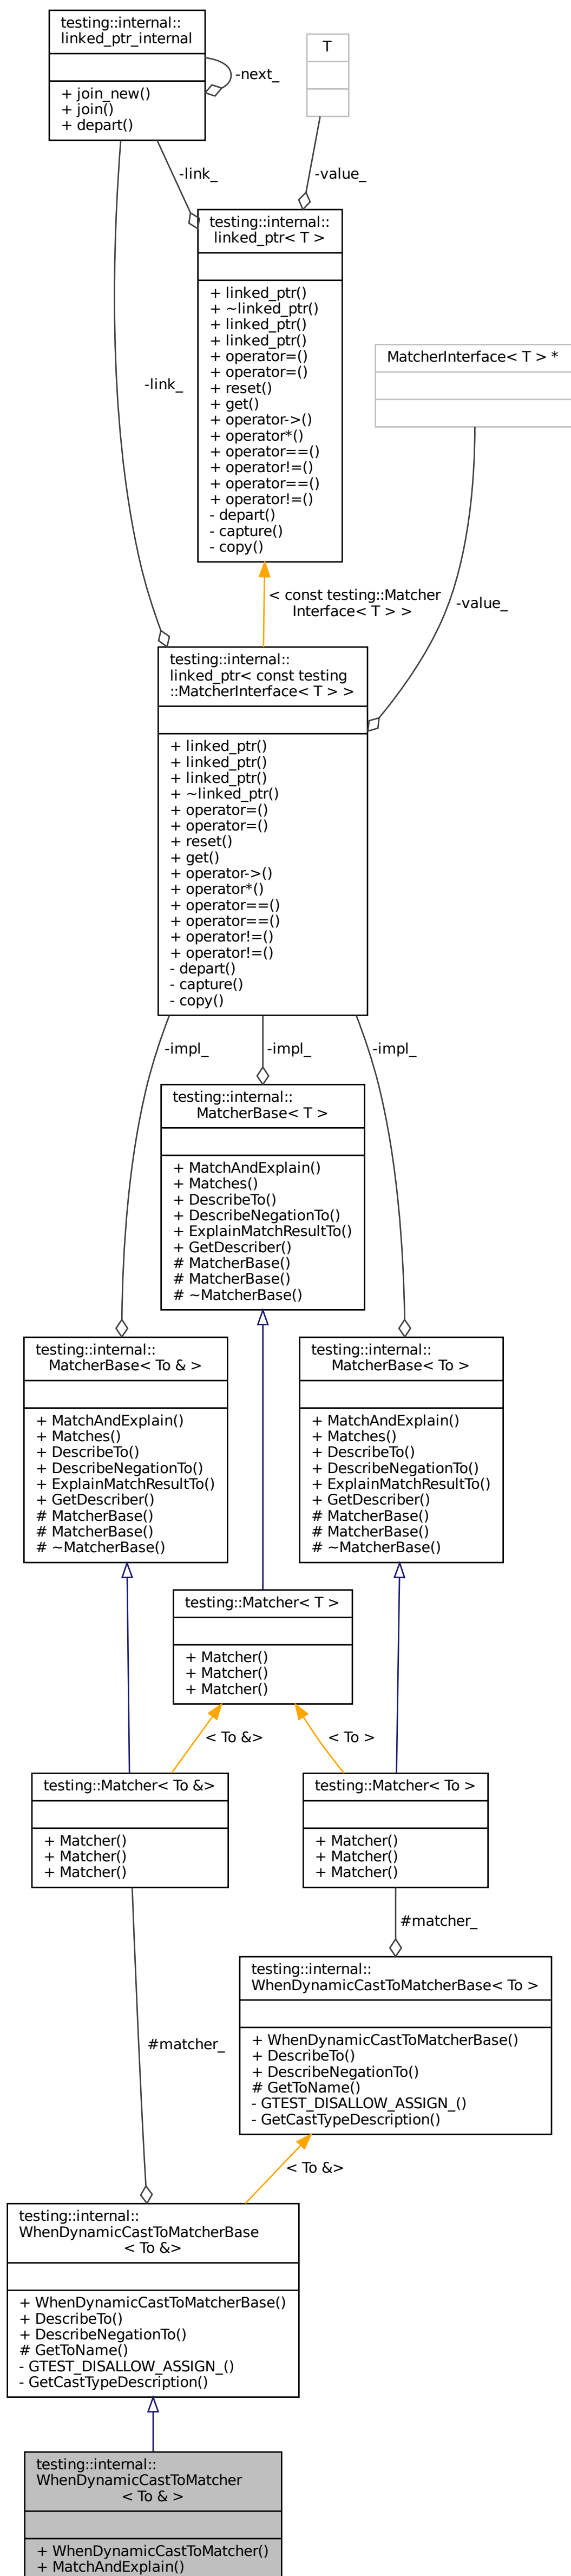 testing::internal::
linked_ptr_internal
+ join_new()
+ join()
+ depart()
-next_
T
-link_
-value_
testing::internal::
linked_ptr< T >
+ linked_ptr()
+ ~linked_ptr()
+ linked_ptr()
+ linked_ptr()
+ operator=()
+ operator=()
+ reset()
+ get()
+ operator->()
+ operator*()
+ operator==()
+ operator!=()
+ operator==()
+ operator!=()
- depart()
- capture()
- copy()
MatcherInterface< T > *
-link_
< const testing::Matcher
Interface< T > >
-value_
testing::internal::
linked_ptr< const testing
::MatcherInterface< T > >
+ linked_ptr()
+ linked_ptr()
+ linked_ptr()
+ ~linked_ptr()
+ operator=()
+ operator=()
+ reset()
+ get()
+ operator->()
+ operator*()
+ operator==()
+ operator==()
+ operator!=()
+ operator!=()
- depart()
- capture()
- copy()
-impl_
-impl_
-impl_
testing::internal::
MatcherBase< T >
+ MatchAndExplain()
+ Matches()
+ DescribeTo()
+ DescribeNegationTo()
+ ExplainMatchResultTo()
+ GetDescriber()
# MatcherBase()
# MatcherBase()
# ~MatcherBase()
testing::internal::
MatcherBase< To & >
+ MatchAndExplain()
+ Matches()
+ DescribeTo()
+ DescribeNegationTo()
+ ExplainMatchResultTo()
+ GetDescriber()
# MatcherBase()
# MatcherBase()
# ~MatcherBase()
testing::internal::
MatcherBase< To >
+ MatchAndExplain()
+ Matches()
+ DescribeTo()
+ DescribeNegationTo()
+ ExplainMatchResultTo()
+ GetDescriber()
# MatcherBase()
# MatcherBase()
# ~MatcherBase()
testing::Matcher< T >
+ Matcher()
+ Matcher()
+ Matcher()
< To &>
< To >
testing::Matcher< To &>
+ Matcher()
+ Matcher()
+ Matcher()
testing::Matcher< To >
+ Matcher()
+ Matcher()
+ Matcher()
#matcher_
#matcher_
testing::internal::
WhenDynamicCastToMatcherBase< To >
+ WhenDynamicCastToMatcherBase()
+ DescribeTo()
+ DescribeNegationTo()
# GetToName()
- GTEST_DISALLOW_ASSIGN_()
- GetCastTypeDescription()
< To &>
testing::internal::
WhenDynamicCastToMatcherBase
< To &>
+ WhenDynamicCastToMatcherBase()
+ DescribeTo()
+ DescribeNegationTo()
# GetToName()
- GTEST_DISALLOW_ASSIGN_()
- GetCastTypeDescription()
testing::internal::
WhenDynamicCastToMatcher
< To & >
+ WhenDynamicCastToMatcher()
+ MatchAndExplain()